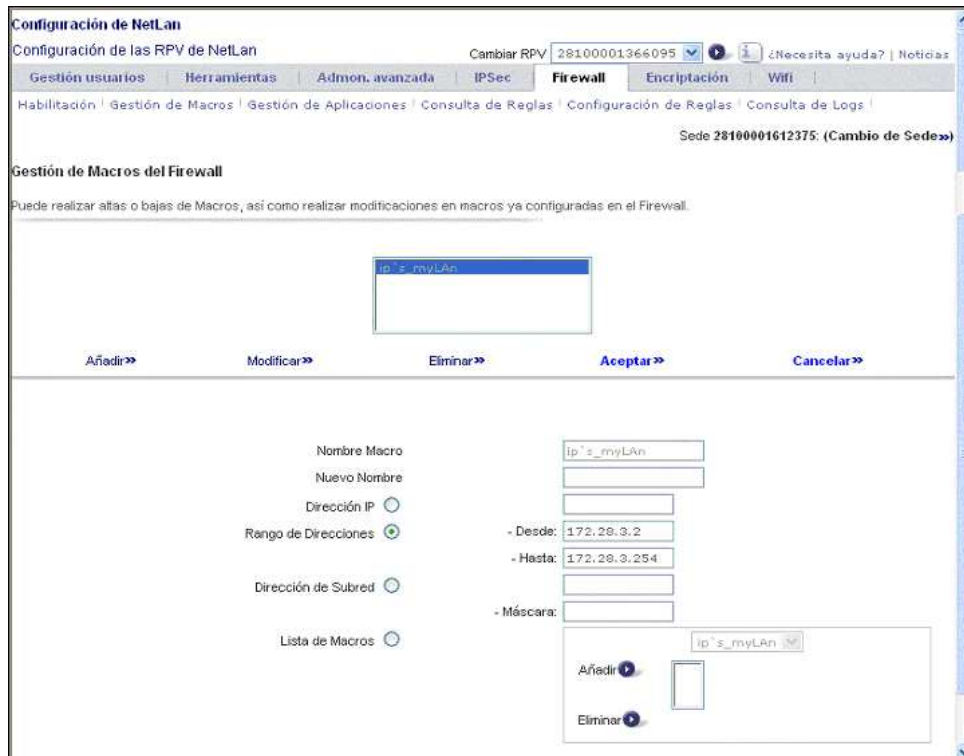 Configuración de NetLan
Configuración de las RPV de NetLan
Cambiar RPV 28100001366095 i ¿Necesita ayuda? | Noticias
Gestión usuarios | Herramientas | Admon. avanzada | IPSec Firewall Encriptación | Wifi |
Habilitación | Gestión de Macros | Gestión de Aplicaciones | Consulta de Reglas | Configuración de Reglas | Consulta de Logs |
Sede 28100001612375: (Cambio de Sede»)
Gestión de Macros del Firewall
Puede realizar altas o bajas de Macros, así como realizar modificaciones en macros ya configuradas en el Firewall.
ip`s_myLAn
Añadir» Modificar» Eliminar» Aceptar» Cancelar»
Nombre Macro ip`s_myLAn
Nuevo Nombre
Dirección IP
Rango de Direcciones - Desde: 172.28.3.2
- Hasta: 172.28.3.254
Dirección de Subred
- Máscara:
Lista de Macros ip`s_myLAn
Añadir
Eliminar